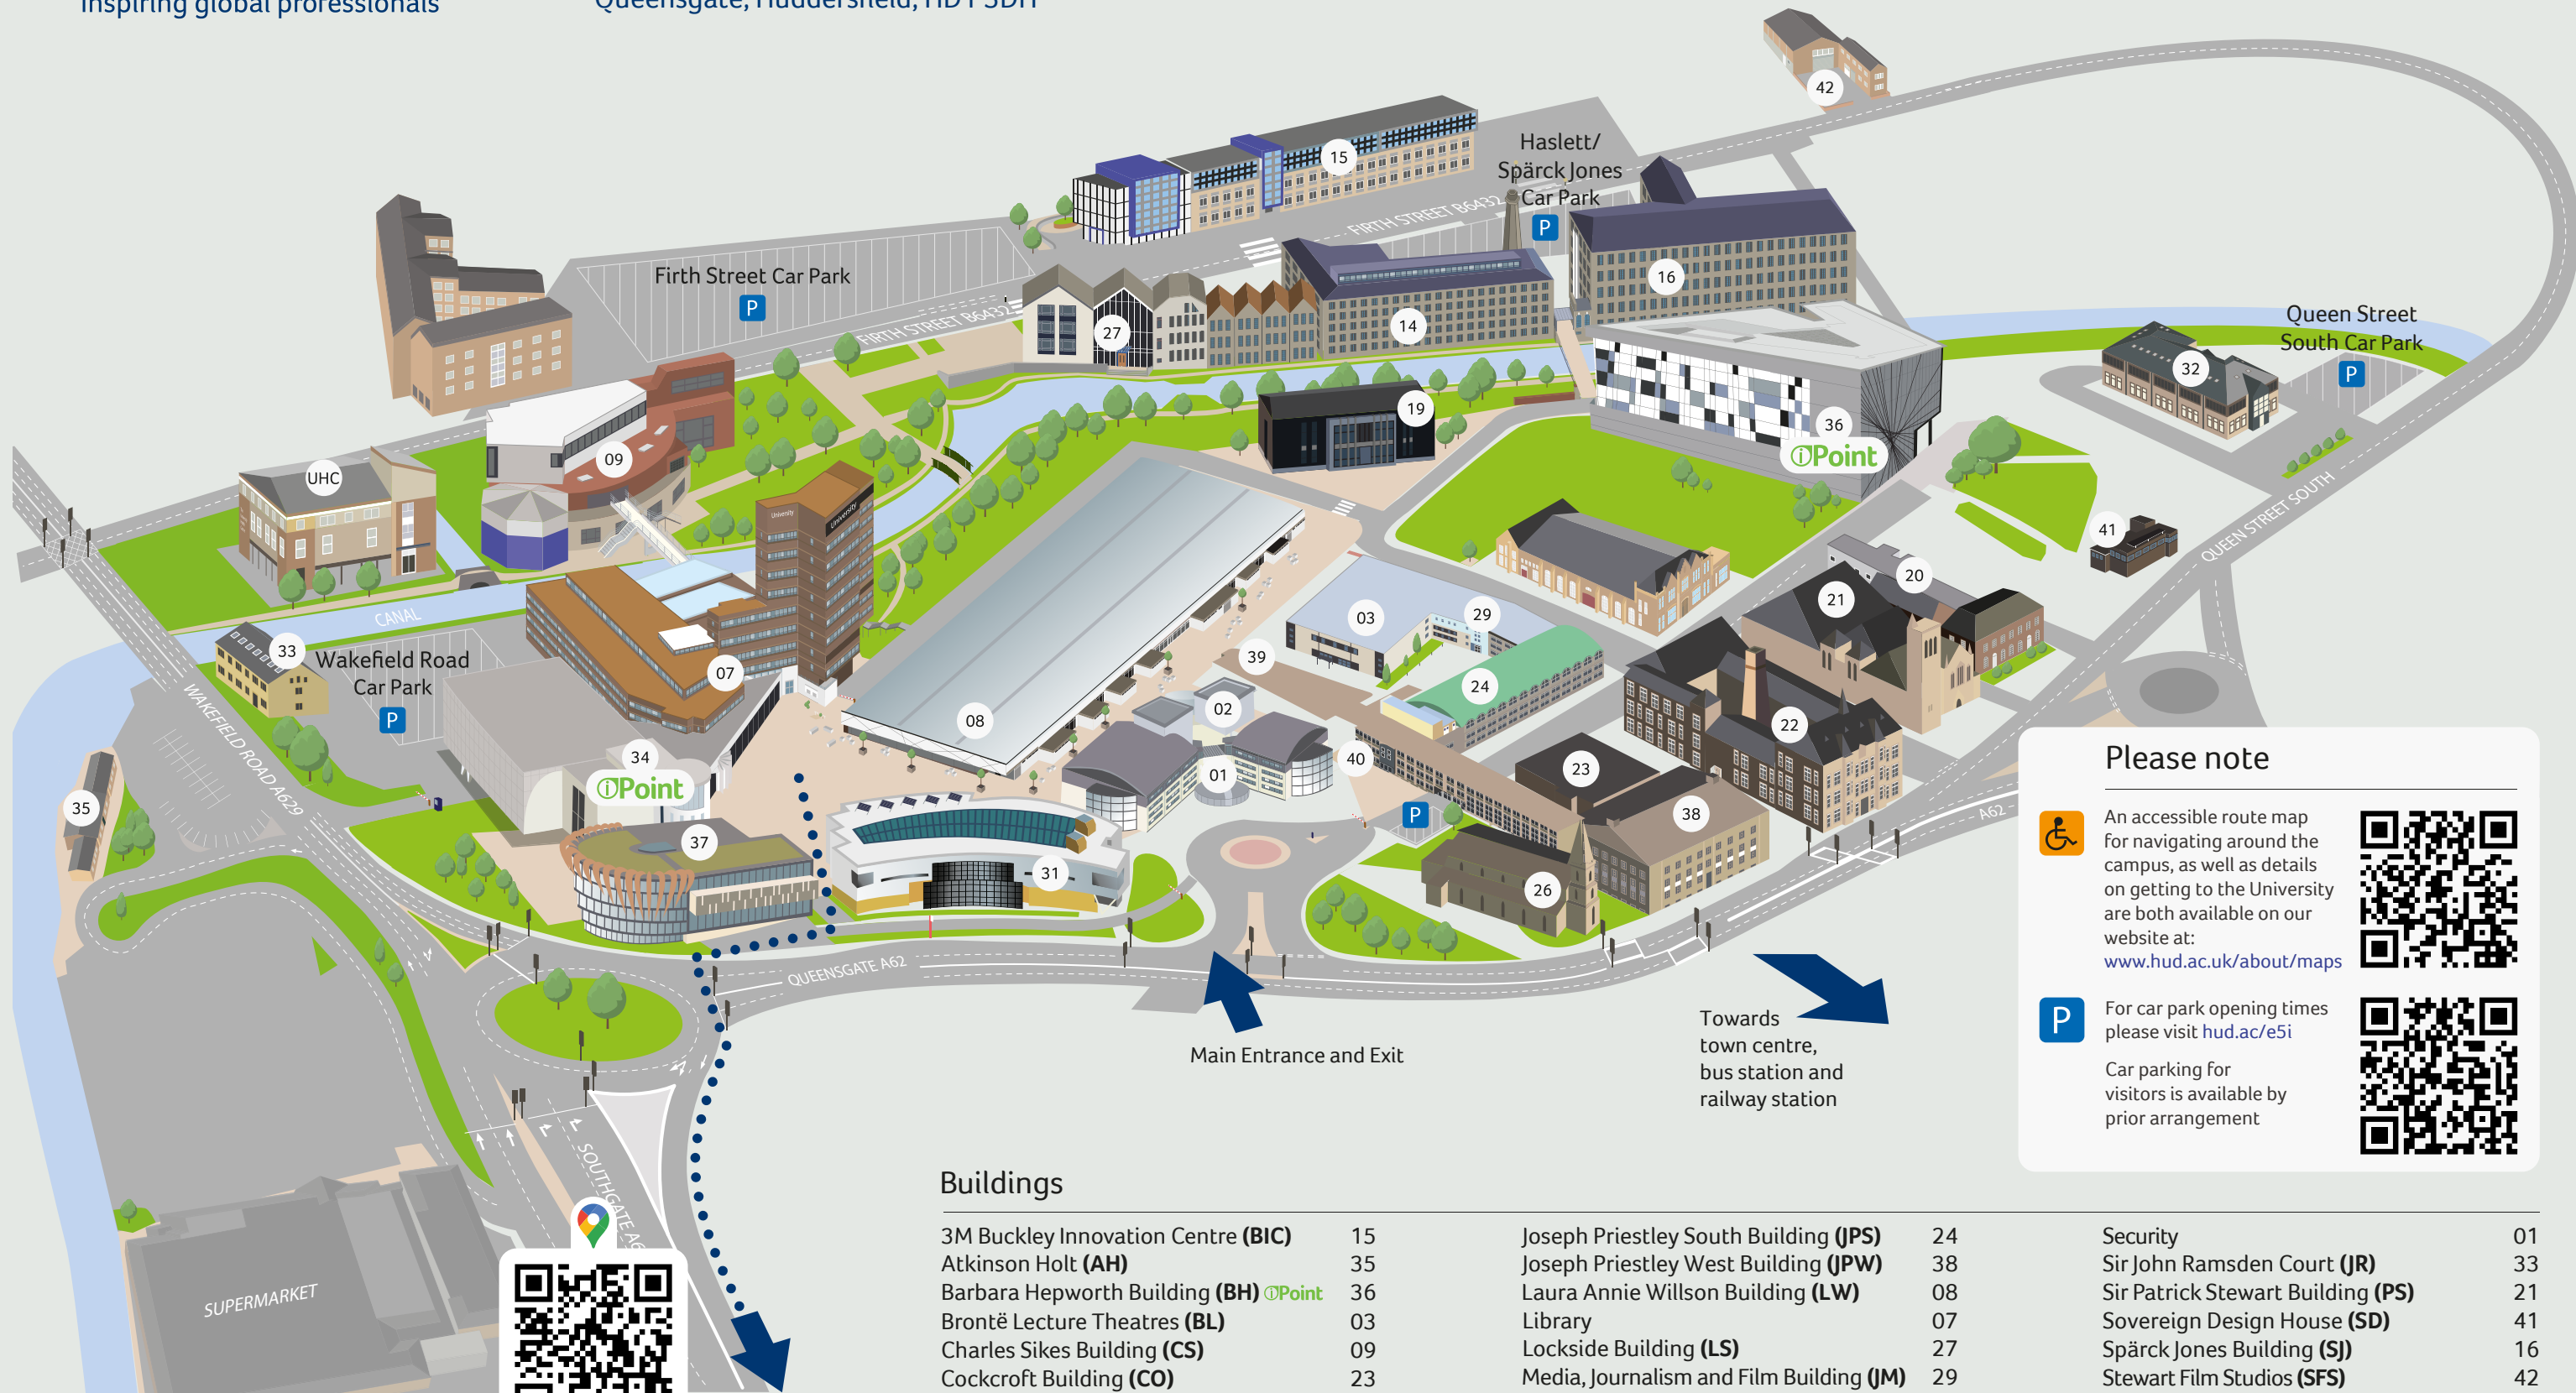 Inspiring global professionals
Queensgate, Huddersfield, HD1 3DH
42
15
Haslett/
Spärck Jones
Car Park
P
FIRTH STREET B6432
16
Firth Street Car Park
P
FIRTH STREET B6432
27
14
Queen Street
South Car Park
P
32
19
36
iPoint
09
UHC
University
University
41
QUEEN STREET SOUTH
20
21
03
29
CANAL
33
Wakefield Road
Car Park
P
07
39
24
02
08
22
WAKEFIELD ROAD A629
34
iPoint
01
40
23
35
P
38
37
31
26
A62
QUEENSGATE A62
Main Entrance and Exit
Towards
town centre,
bus station and
railway station
SOUTHGATE A6
SUPERMARKET
Please note
An accessible route map
for navigating around the
campus, as well as details
on getting to the University
are both available on our
website at:
www.hud.ac.uk/about/maps
P
For car park opening times
please visit hud.ac/e5i
Car parking for
visitors is available by
prior arrangement
Buildings
3M Buckley Innovation Centre (BIC) 15
Atkinson Holt (AH) 35
Barbara Hepworth Building (BH) iPoint 36
Brontë Lecture Theatres (BL) 03
Charles Sikes Building (CS) 09
Cockcroft Building (CO) 23
Joseph Priestley South Building (JPS) 24
Joseph Priestley West Building (JPW) 38
Laura Annie Willson Building (LW) 08
Library 07
Lockside Building (LS) 27
Media, Journalism and Film Building (JM) 29
Security 01
Sir John Ramsden Court (JR) 33
Sir Patrick Stewart Building (PS) 21
Sovereign Design House (SD) 41
Spärck Jones Building (SJ) 16
Stewart Film Studios (SFS) 42